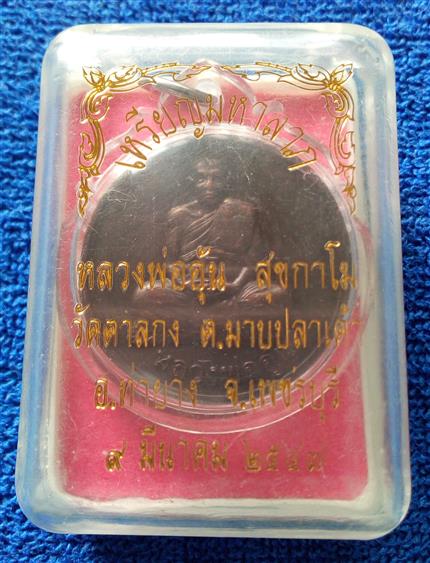 เหรียญมหาลาภ
หลวงพ่ออุ้น สุขกาโม
วัดตาลกง ต.มาบปลาเค้า
อ.ท่ายาง จ.เพชรบุรี
๙ มีนาคม ๒๕๔๗